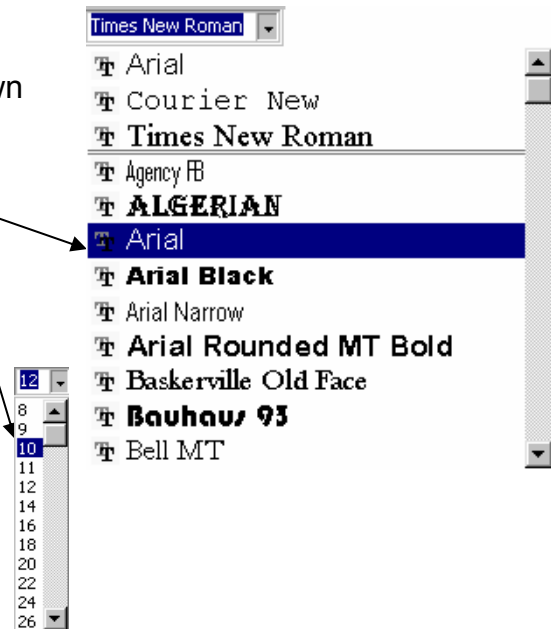 Times New Roman
Arial
wn
Courier New
Times New Roman
Agency FB
ALGERIAN
Arial
Arial Black
Arial Narrow
Arial Rounded MT Bold
Baskerville Old Face
Bauhaus 93
Bell MT
12
8
9
10
11
12
14
16
18
20
22
24
26